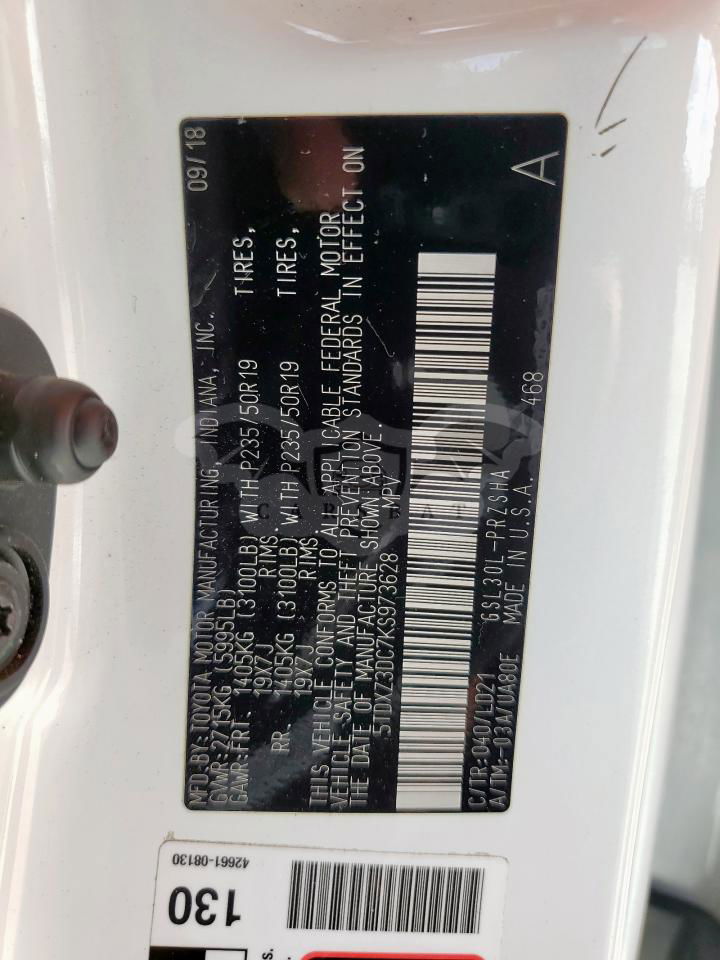 09/18
MFD.BY:TOYOTA MOTOR MANUFACTURING, INDIANA, INC.
GVWR:2715KG (5995LB)
GAWR:FRT. 1405KG (3100LB) WITH P235/50R19 TIRES,
19X7J RIMS,
RR. 1405KG (3100LB) WITH P235/50R19 TIRES,
19X7J RIMS
THIS VEHICLE CONFORMS TO ALL APPLICABLE FEDERAL MOTOR
VEHICLE SAFETY AND THEFT PREVENTION STANDARDS IN EFFECT ON
THE DATE OF MANUFACTURE SHOWN ABOVE.
5TDYZ3DC7KS973628 MPV
C/TR:040/LD21 GSL30L-PRZSHA 468
A/TM:-03A/UA80E MADE IN U.S.A.
A
42661-08130
130